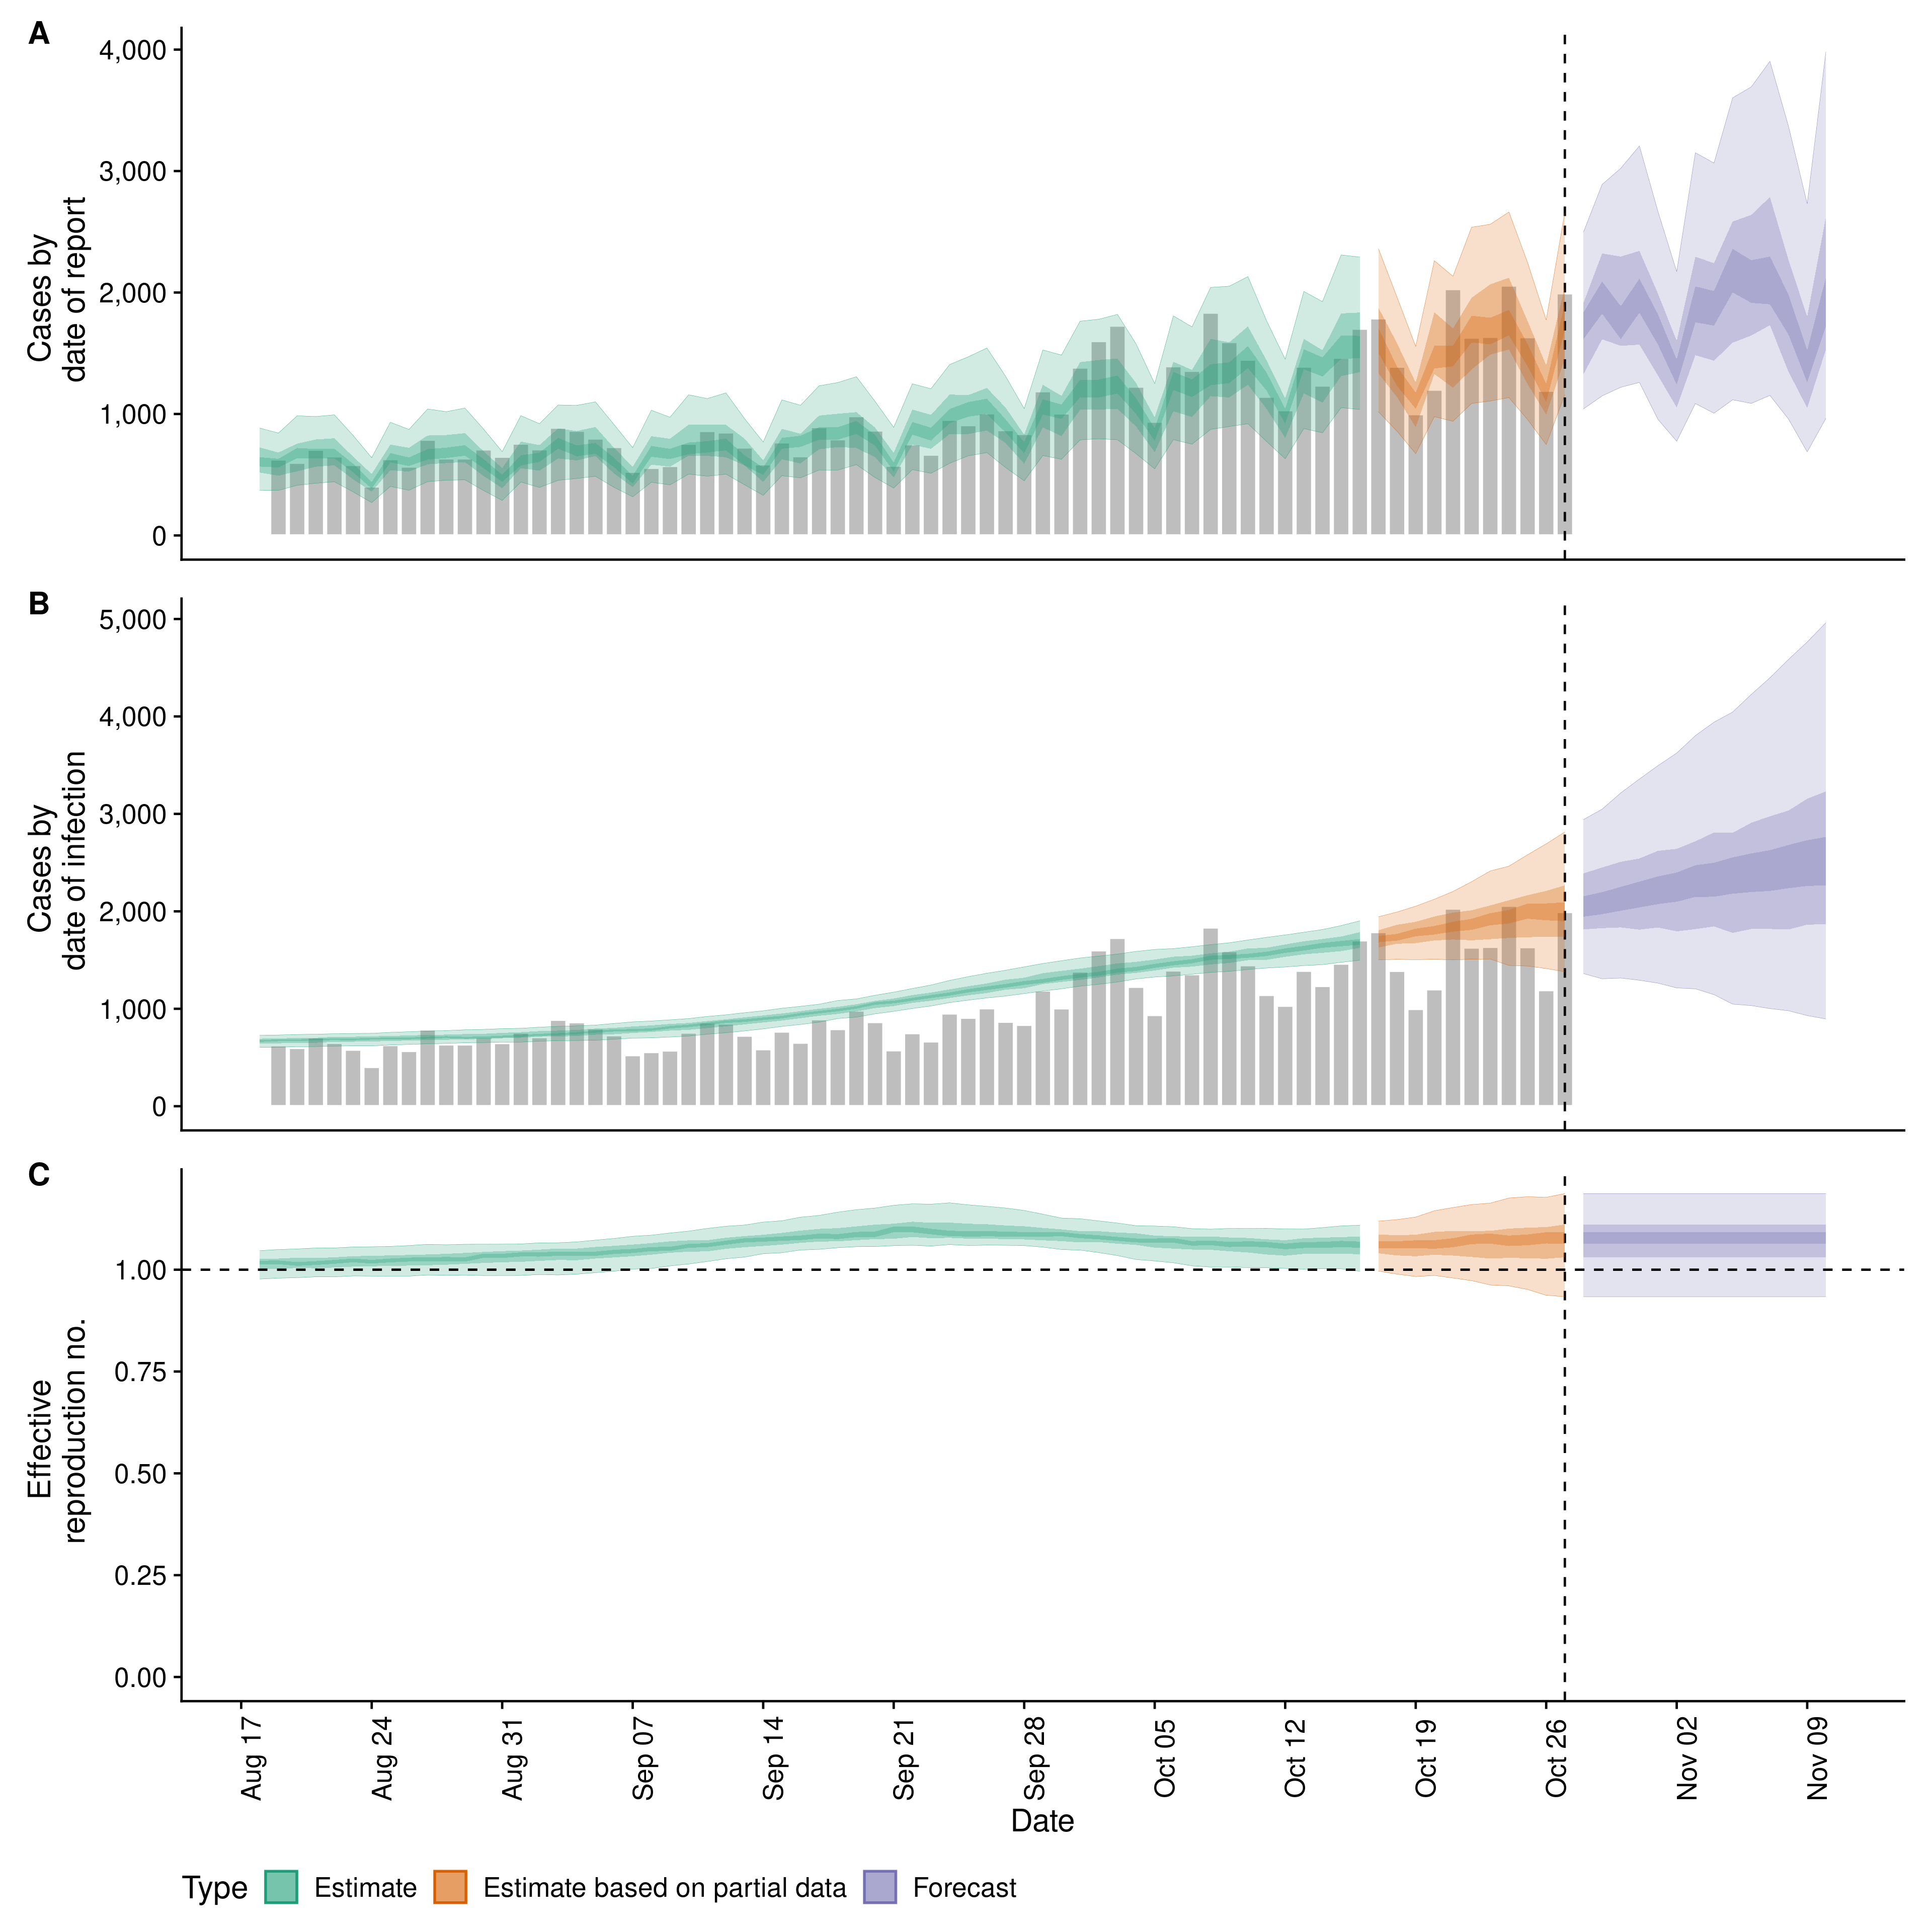 A
4,000
3,000
2,000
1,000
0
Cases by
date of report
B
5,000
4,000
3,000
2,000
1,000
0
Cases by
date of infection
C
1.00
0.75
0.50
0.25
0.00
Effective
reproduction no.
Aug 17
Aug 24
Aug 31
Sep 07
Sep 14
Sep 21
Sep 28
Oct 05
Oct 12
Oct 19
Oct 26
Nov 02
Nov 09
Date
Type Estimate Estimate based on partial data Forecast